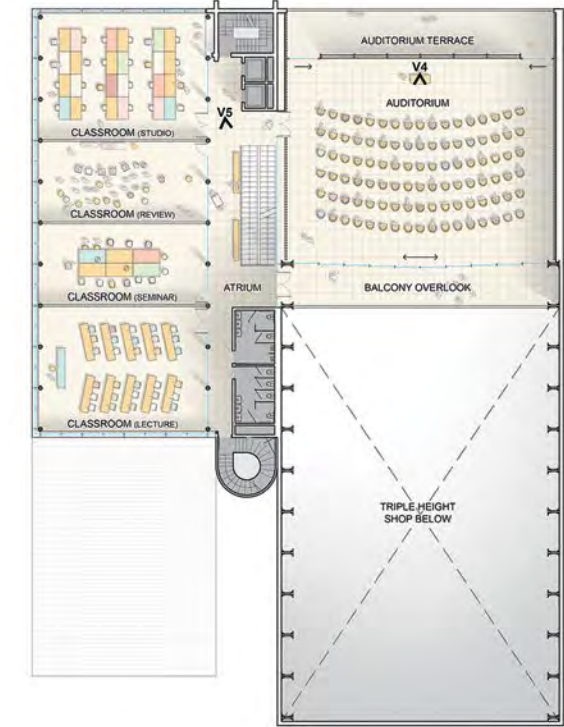 AUDITORIUM TERRACE
V4
AUDITORIUM
V5
CLASSROOM (STUDIO)
CLASSROOM (REVIEW)
CLASSROOM (SEMINAR)
ATRIUM
BALCONY OVERLOOK
CLASSROOM (LECTURE)
TRIPLE HEIGHT
SHOP BELOW